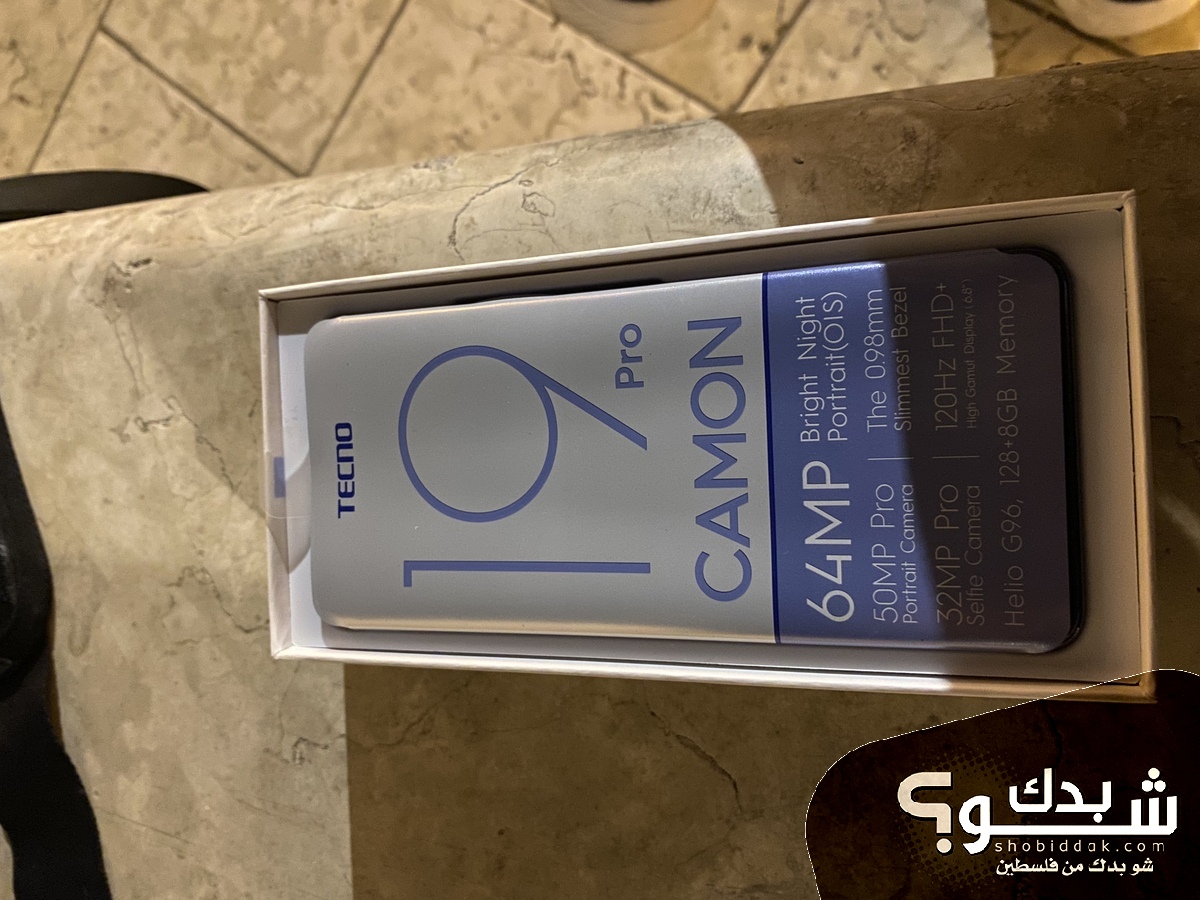 TECNO
19 Pro
CAMON
64MP Bright Night Portrait(OIS)
50MP Pro Portrait Camera | The 0.98mm Slimmest Bezel
32MP Pro Selfie Camera | 120Hz FHD+ High Gamut Display (6.8")
Helio G96, 128+8GB Memory
شو بدك؟
shobiddak.com
شو بدك من فلسطين